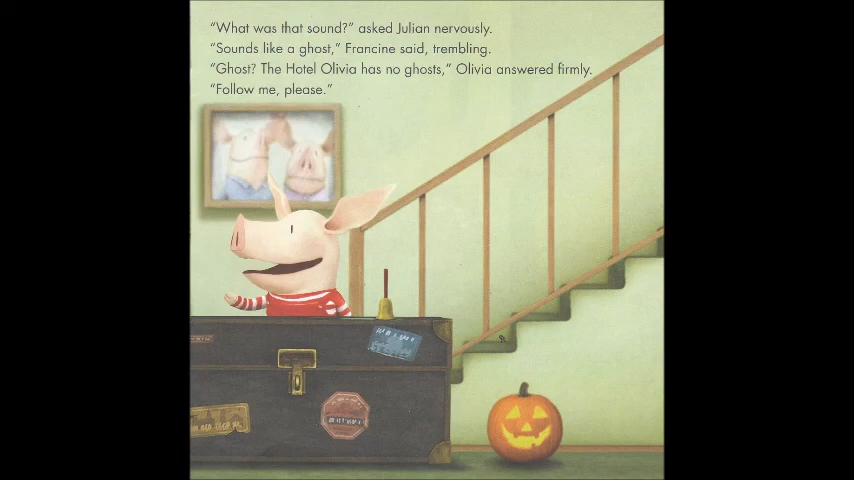 “What was that sound?” asked Julian nervously.
“Sounds like a ghost,” Francine said, trembling.
“Ghost? The Hotel Olivia has no ghosts,” Olivia answered firmly.
“Follow me, please.”